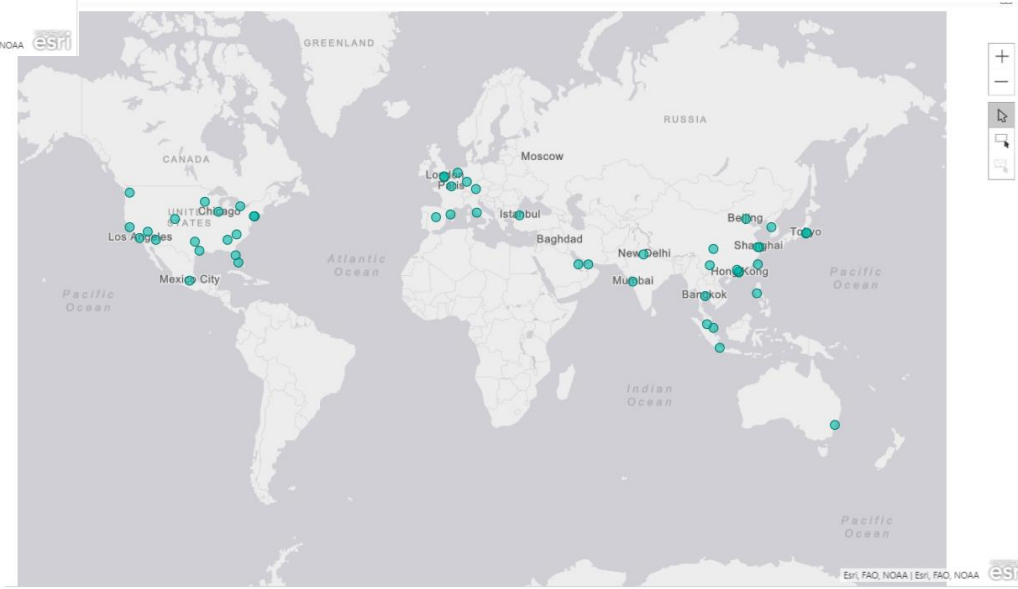 NOAA esri
GREENLAND
RUSSIA
Moscow
CANADA
London
Paris
UNITED
STATES
Chicago
Istanbul
Beijing
Los Angeles
Tokyo
Baghdad
Shanghai
New Delhi
Atlantic
Ocean
Hong Kong
Mexico City
Mumbai
Pacific
Ocean
Pacific
Ocean
Bangkok
Indian
Ocean
Pacific
Ocean
Esri, FAO, NOAA | Esri, FAO, NOAA esri